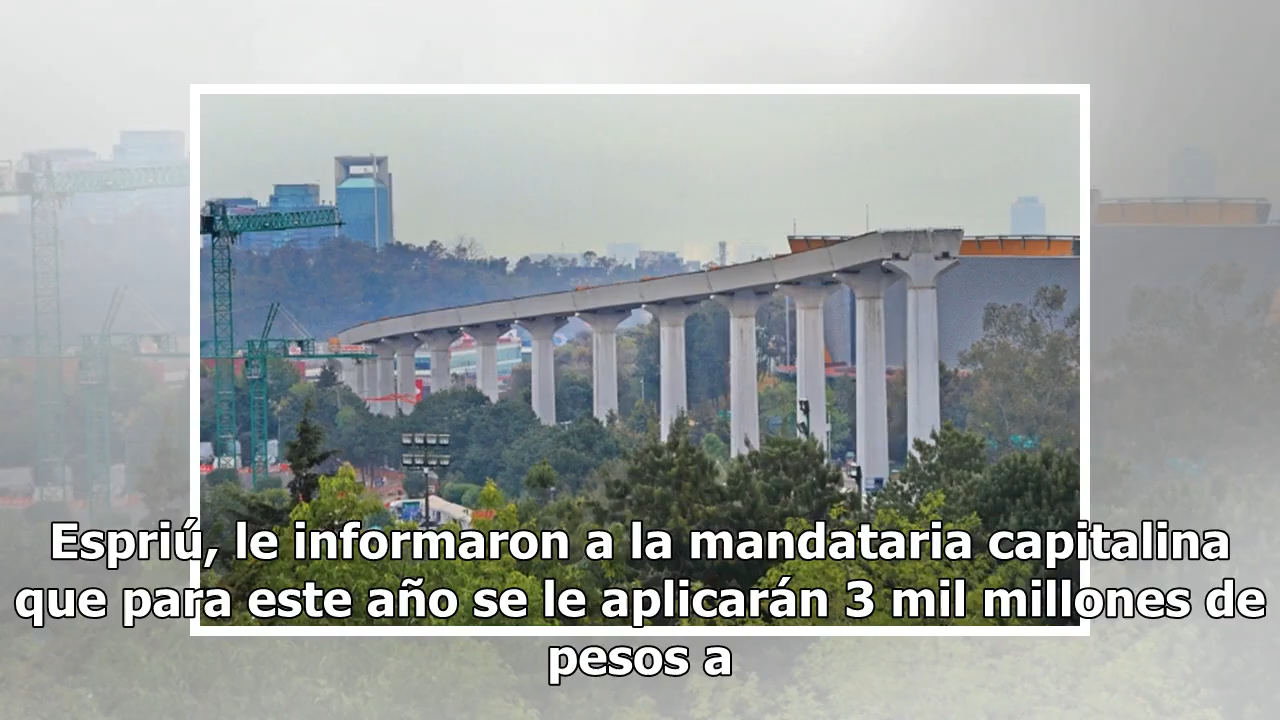 Espriú, le informaron a la mandataria capitalina
que para este año se le aplicarán 3 mil millones de
pesos a